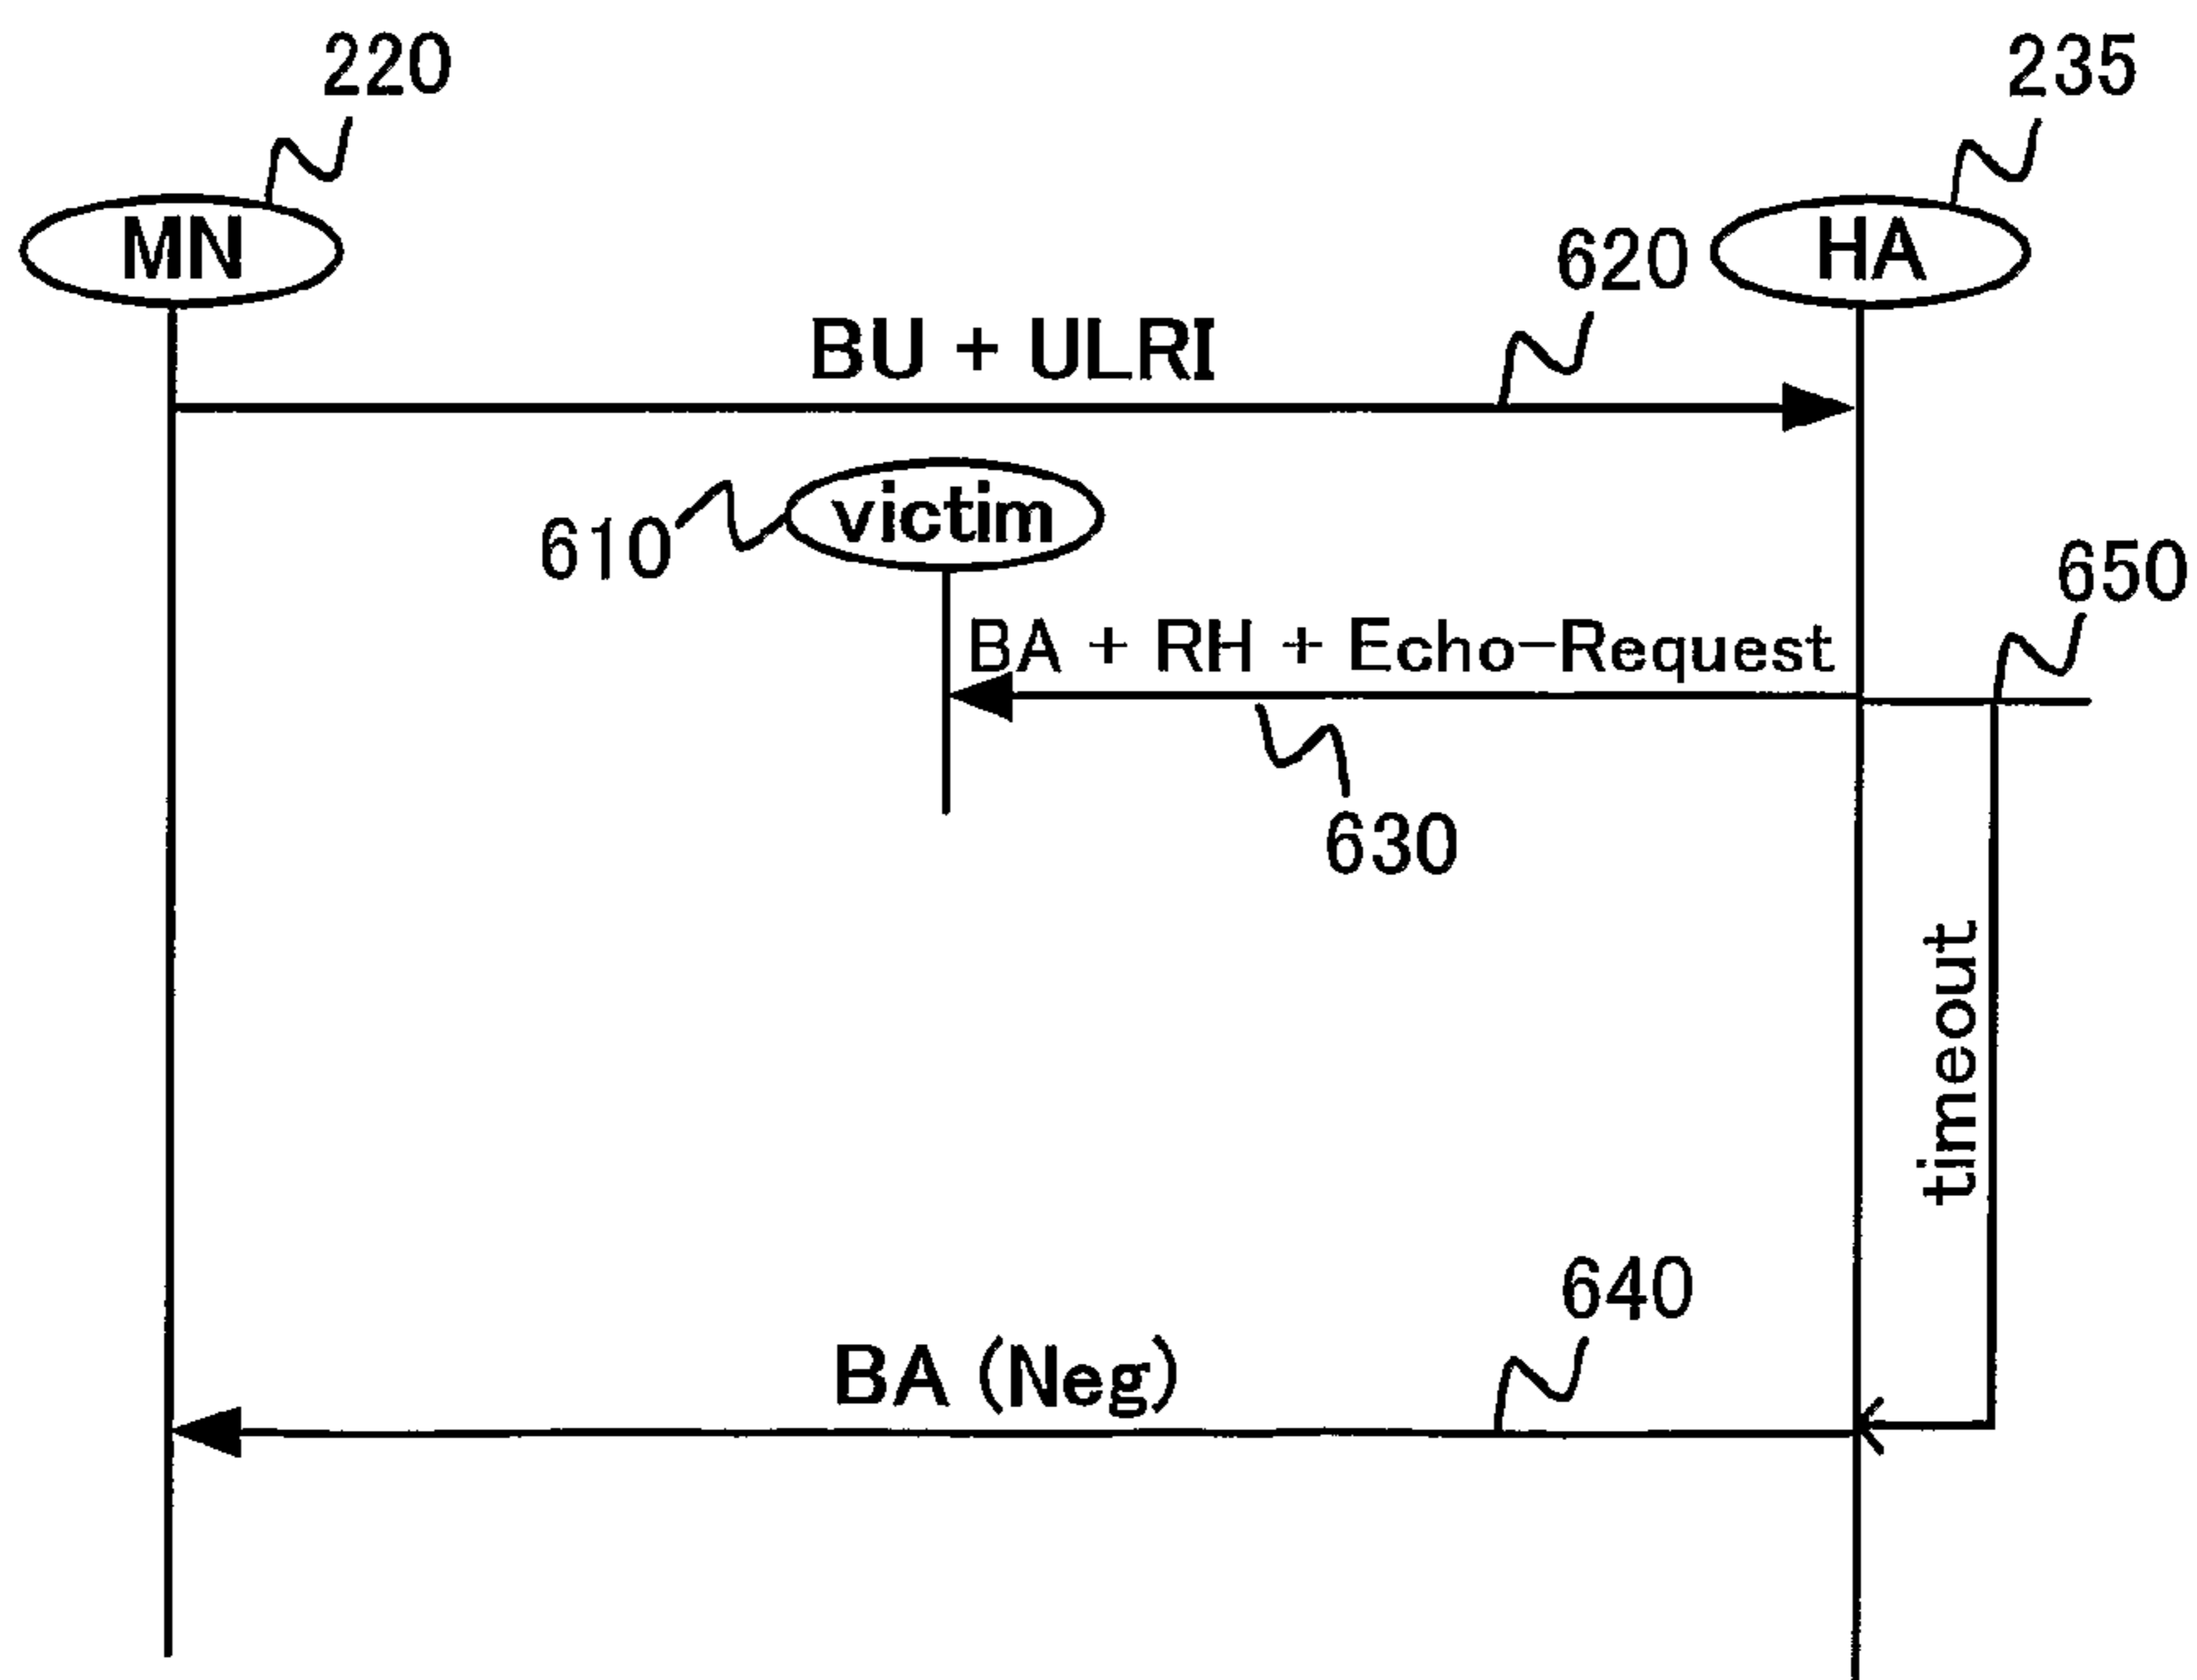 220
235
MN
HA
620
BU + ULRI
victim
610
650
BA + RH + Echo-Request
630
timeout
640
BA (Neg)